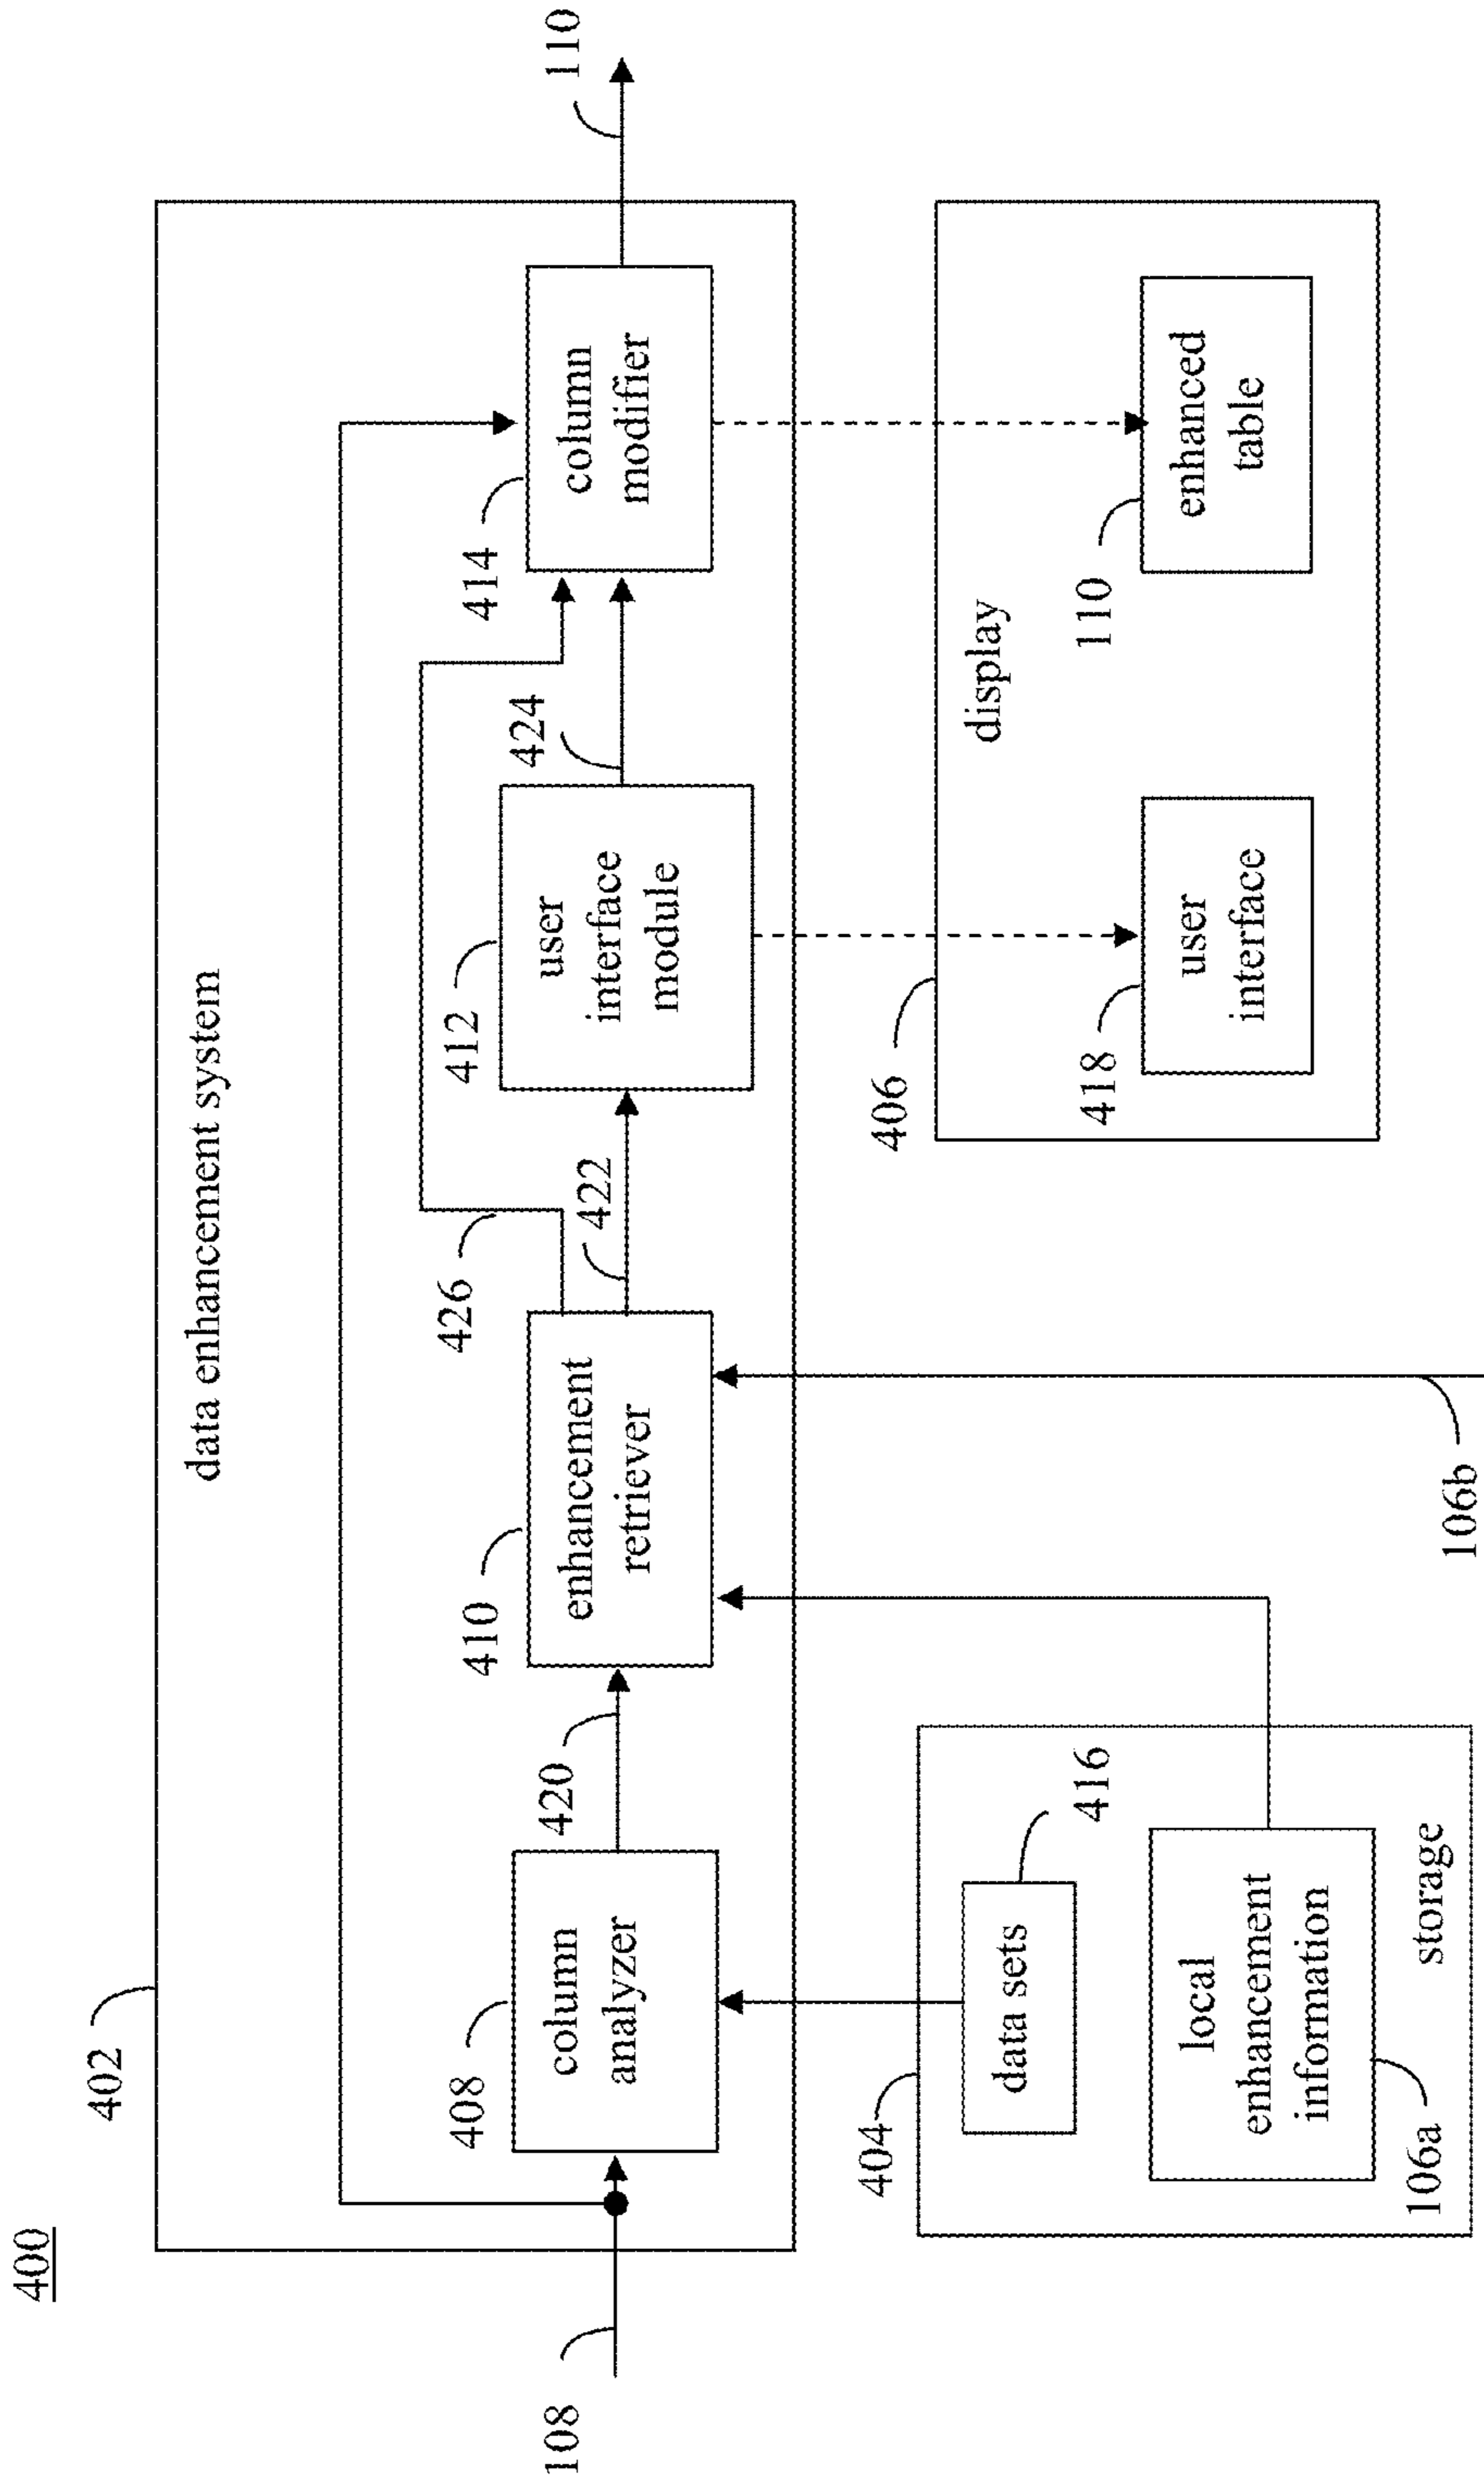 400
402
data enhancement system
108
408
column
analyzer
420
410
enhancement
retriever
426
422
412
user
interface
module
424
414
column
modifier
110
404
data sets
416
local
enhancement
information
106a
storage
106b
406
display
418
user
interface
110
enhanced
table